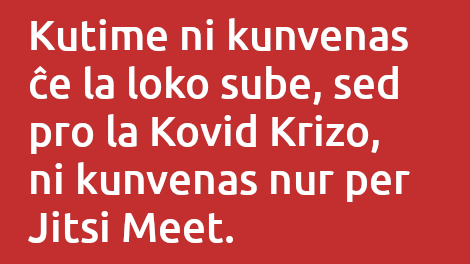 Kutime ni kunvenas
ĉe la loko sube, sed
pro la Kovid Krizo,
ni kunvenas nur per
Jitsi Meet.